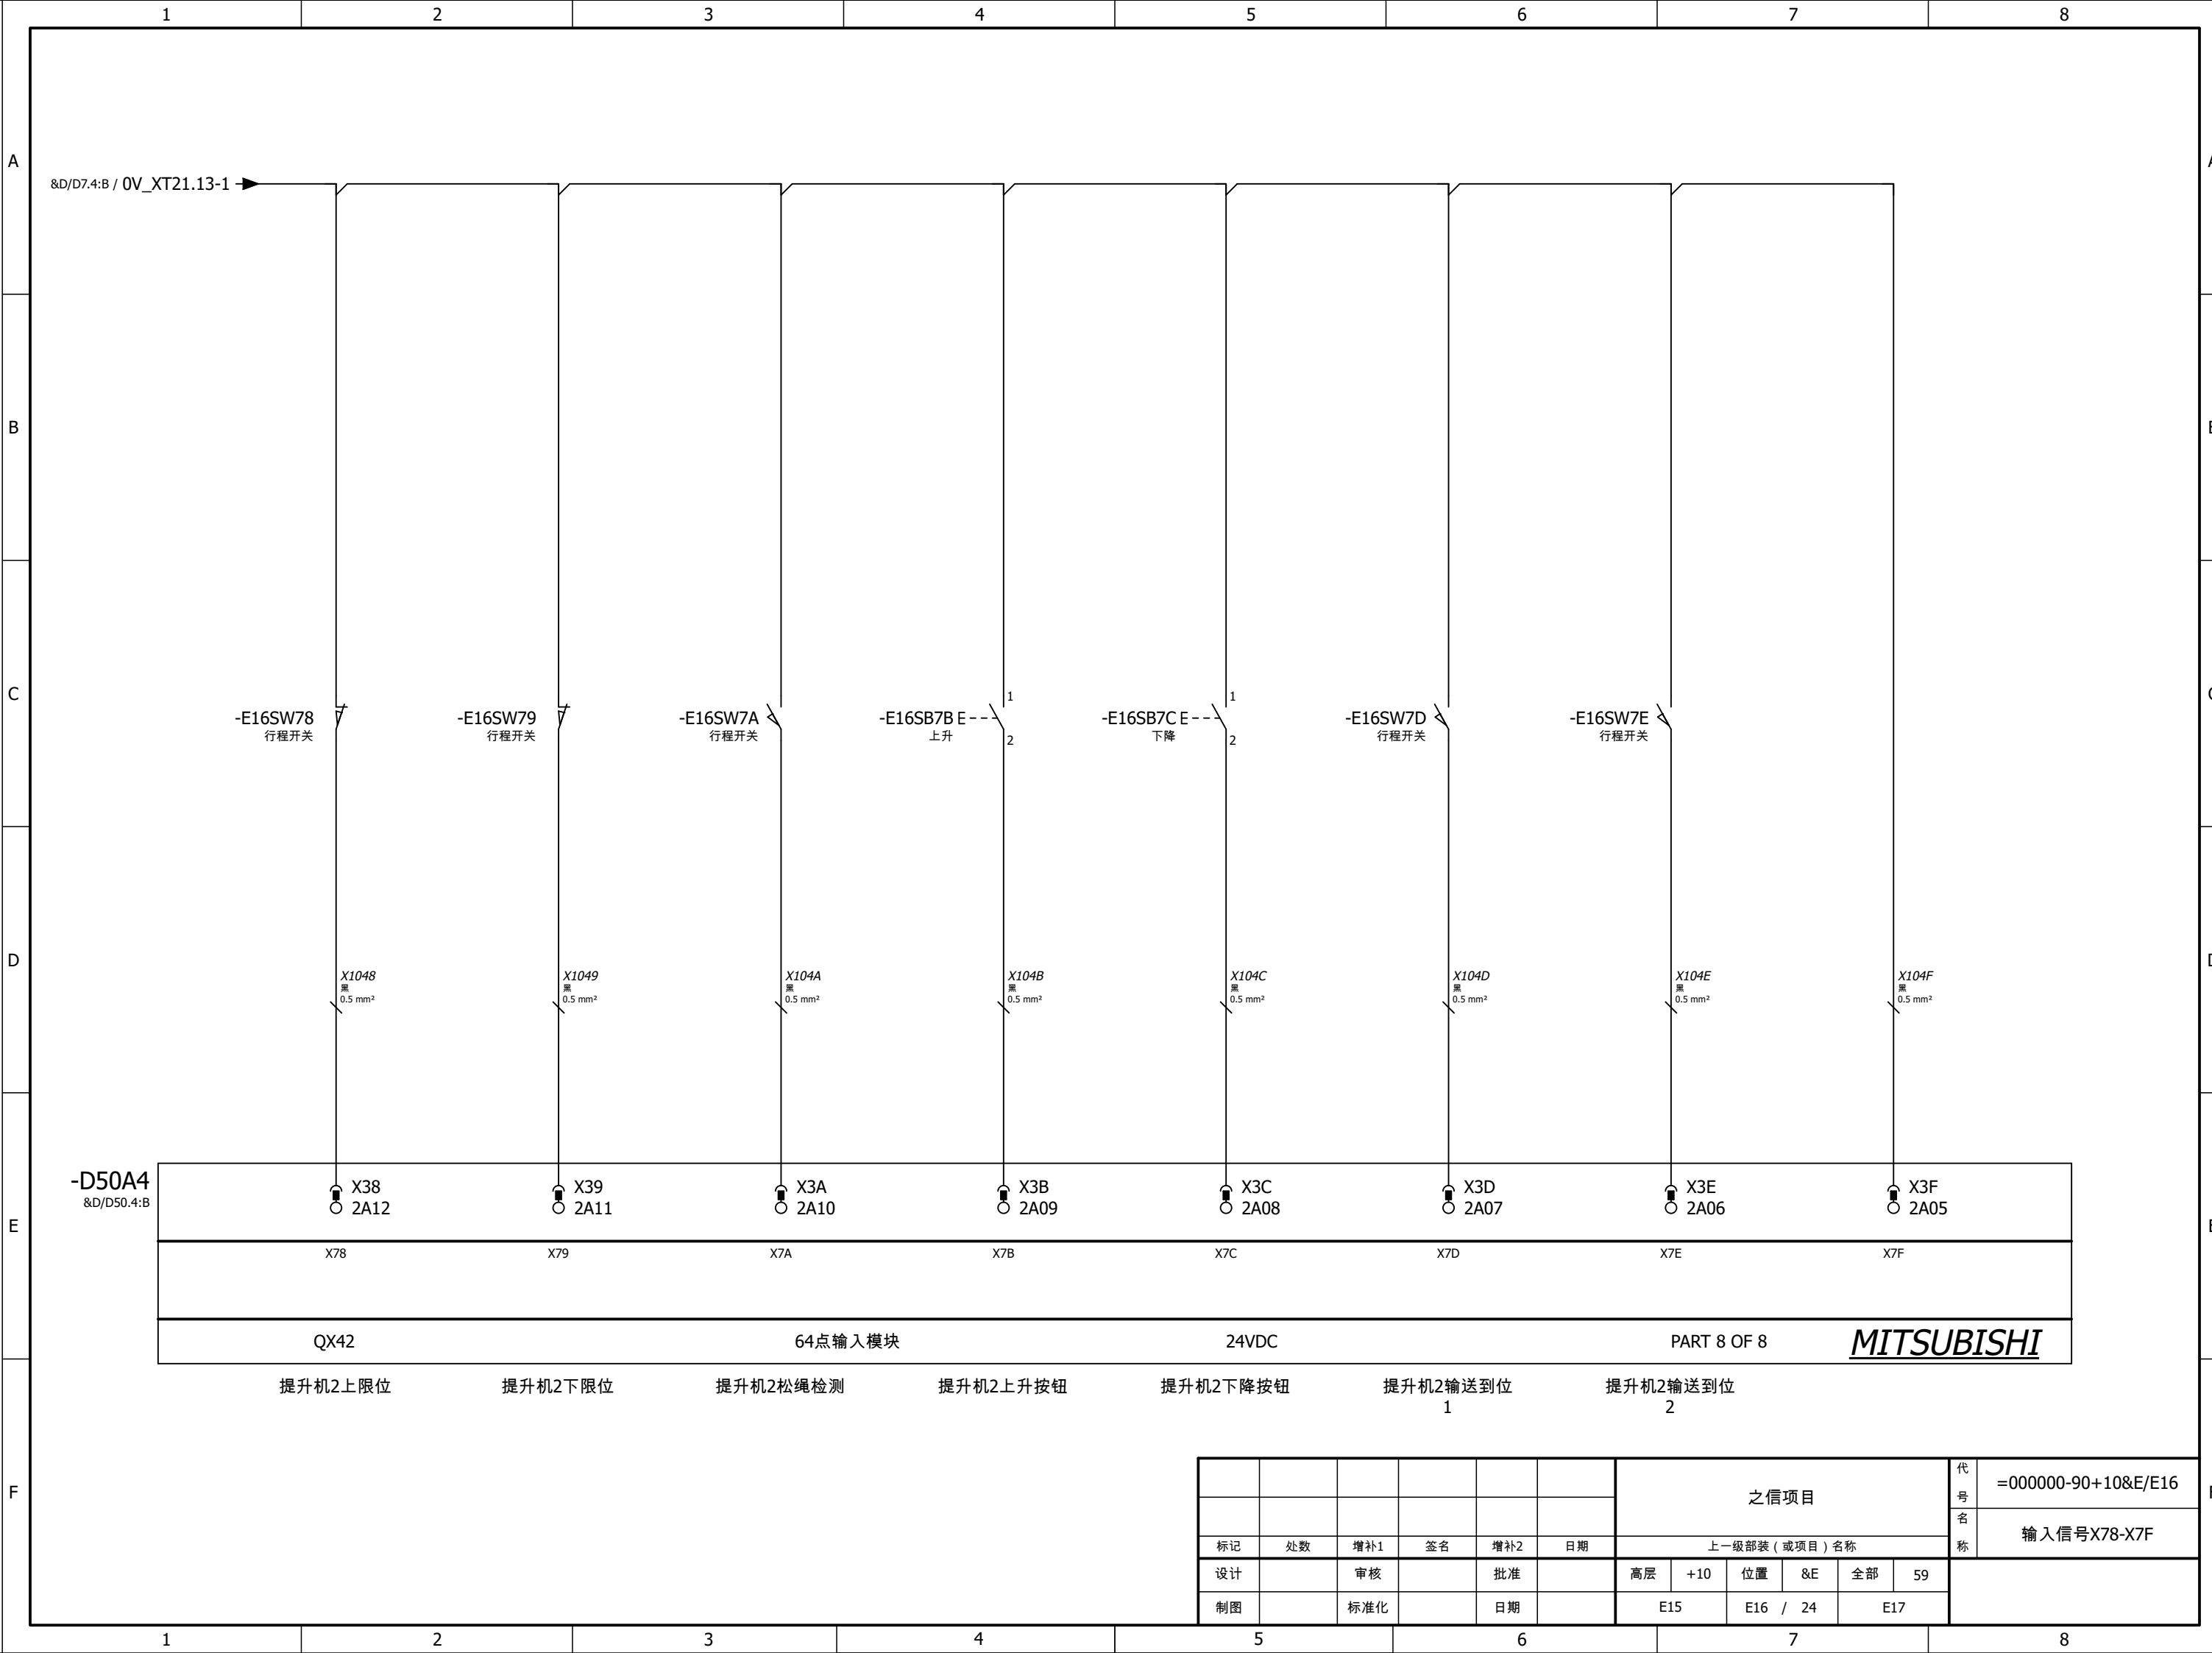 1 2 3 4 5 6 7 8
A
&D/D7.4:B / 0V_XT21.13-1
B
C
-E16SW78
行程开关
-E16SW79
行程开关
-E16SW7A
行程开关
-E16SB7B E
上升
1
2
-E16SB7C E
下降
1
2
-E16SW7D
行程开关
-E16SW7E
行程开关
D
X1048
黑
0.5 mm²
X1049
黑
0.5 mm²
X104A
黑
0.5 mm²
X104B
黑
0.5 mm²
X104C
黑
0.5 mm²
X104D
黑
0.5 mm²
X104E
黑
0.5 mm²
X104F
黑
0.5 mm²
E
-D50A4
&D/D50.4:B
X38
2A12
X39
2A11
X3A
2A10
X3B
2A09
X3C
2A08
X3D
2A07
X3E
2A06
X3F
2A05
X78 X79 X7A X7B X7C X7D X7E X7F
QX42 64点输入模块 24VDC PART 8 OF 8 MITSUBISHI
提升机2上限位
提升机2下限位
提升机2松绳检测
提升机2上升按钮
提升机2下降按钮
提升机2输送到位
1
提升机2输送到位
2
F
之信项目
代号
=000000-90+10&E/E16
名称
输入信号X78-X7F
标记 处数 增补1 签名 增补2 日期 上一级部装（或项目）名称
设计 审核 批准 高层 +10 位置 &E 全部 59
制图 标准化 日期 E15 E16 / 24 E17
1 2 3 4 5 6 7 8